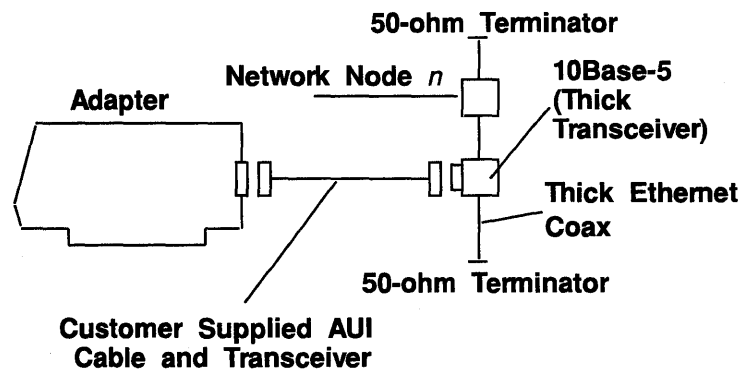 50-ohm Terminator
Network Node n
10Base-5
(Thick
Transceiver)
Adapter
Thick Ethernet
Coax
50-ohm Terminator
Customer Supplied AUI
Cable and Transceiver